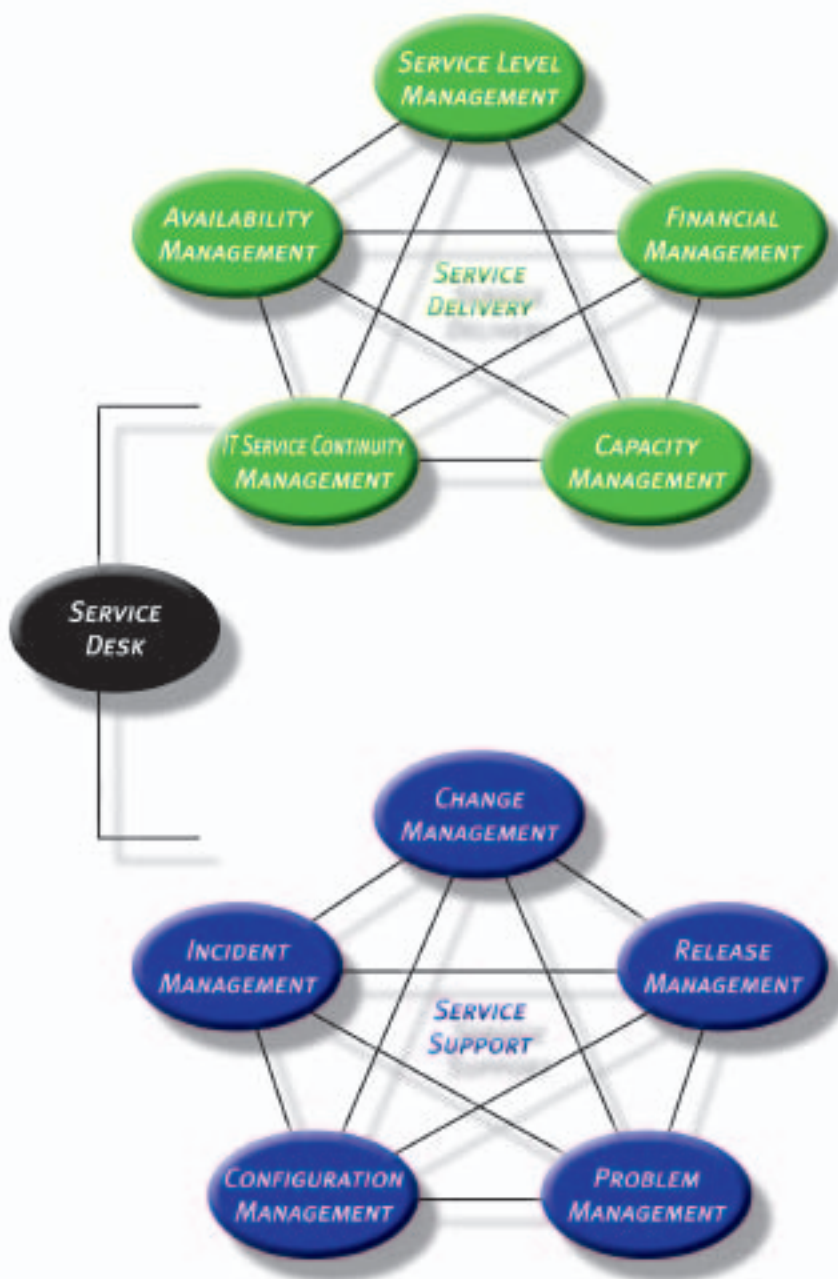 SERVICE LEVEL
MANAGEMENT
AVAILABILITY
MANAGEMENT
FINANCIAL
MANAGEMENT
SERVICE
DELIVERY
IT SERVICE CONTINUITY
MANAGEMENT
CAPACITY
MANAGEMENT
SERVICE
DESK
CHANGE
MANAGEMENT
INCIDENT
MANAGEMENT
RELEASE
MANAGEMENT
SERVICE
SUPPORT
CONFIGURATION
MANAGEMENT
PROBLEM
MANAGEMENT